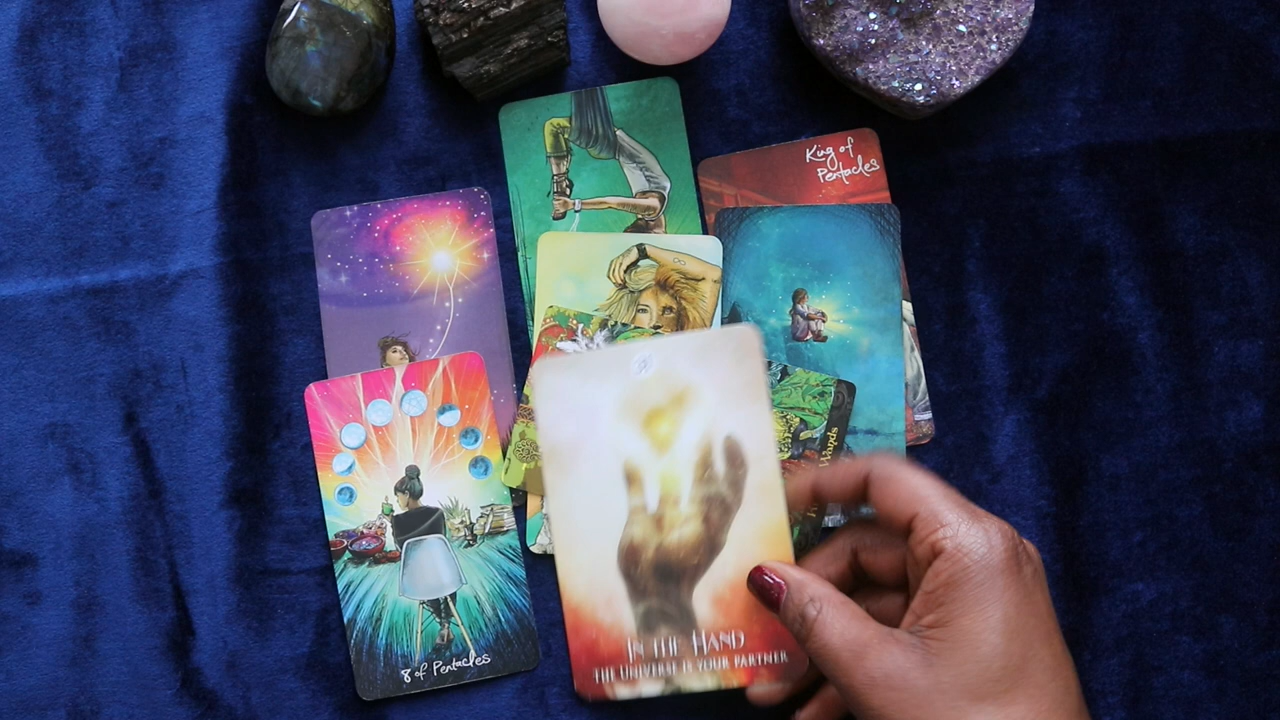 King of
Pentacles
Wands
8 of Pentacles
IN THE HAND
THE UNIVERSE IS YOUR PARTNER